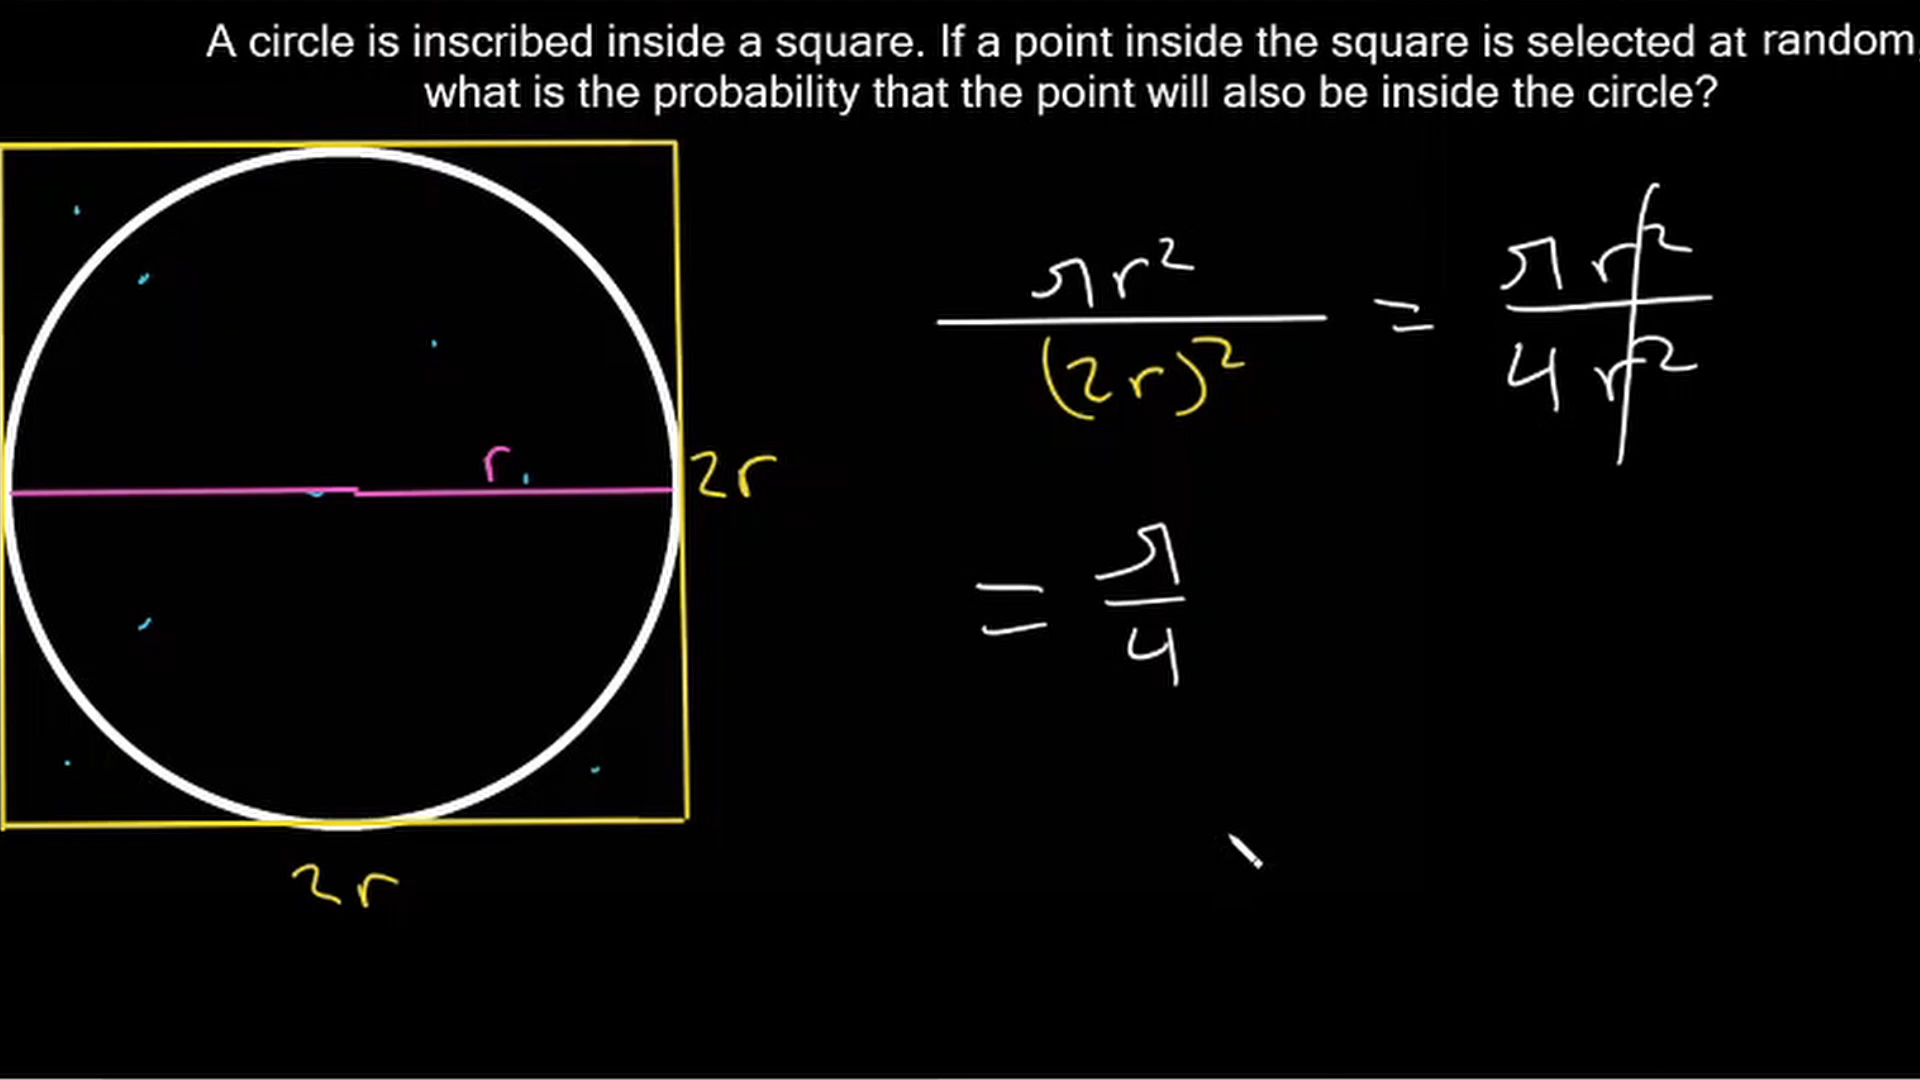 A circle is inscribed inside a square. If a point inside the square is selected at random,
what is the probability that the point will also be inside the circle?
πr² / (2r)² = πr² / 4r²
r
2r
= π / 4
2r